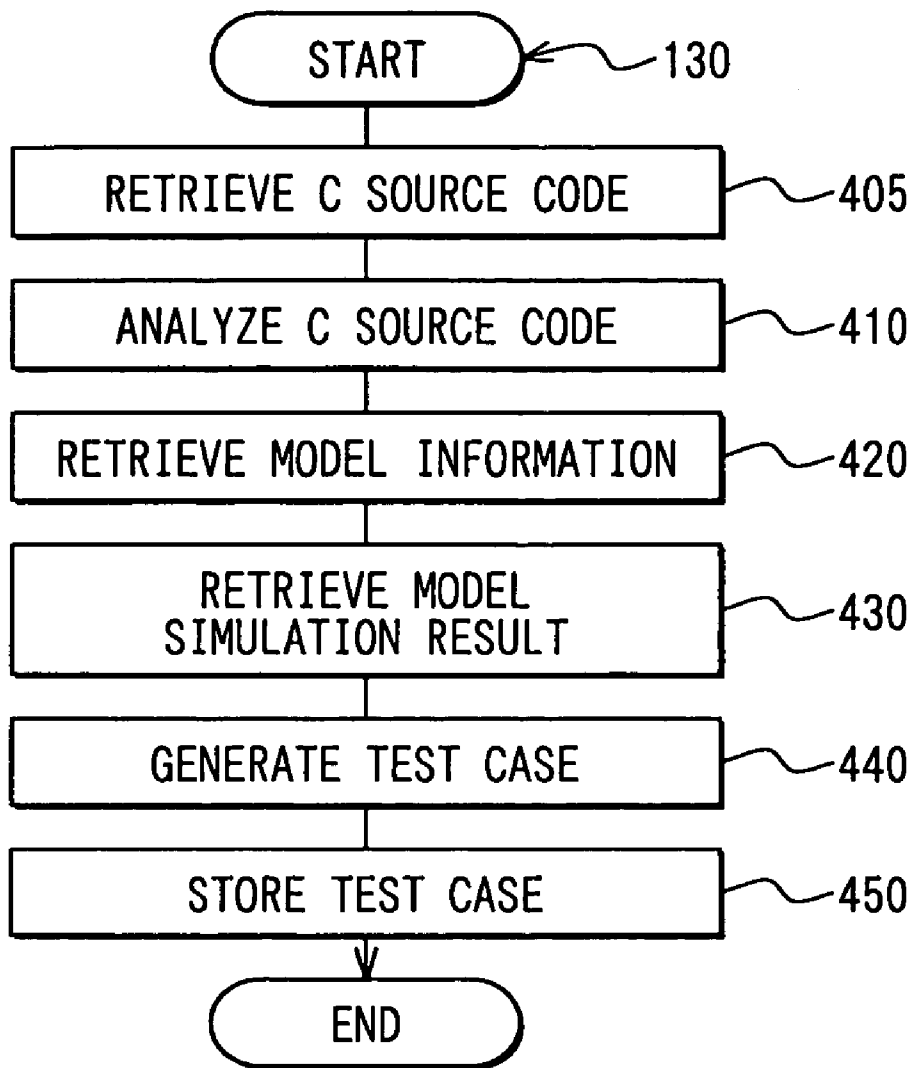 START
130
RETRIEVE C SOURCE CODE
405
ANALYZE C SOURCE CODE
410
RETRIEVE MODEL INFORMATION
420
RETRIEVE MODEL
SIMULATION RESULT
430
GENERATE TEST CASE
440
STORE TEST CASE
450
END